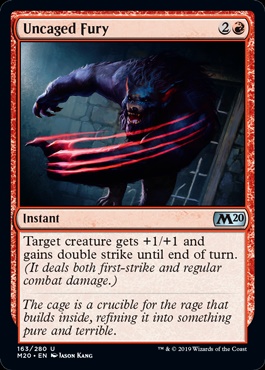 Uncaged Fury 2
Instant M20
Target creature gets +1/+1 and
gains double strike until end of turn.
(It deals both first-strike and regular
combat damage.)
The cage is a crucible for the rage that
builds inside, refining it into something
pure and terrible.
163/280 U
M20 • EN Jason Kang ™ & © 2019 Wizards of the Coast